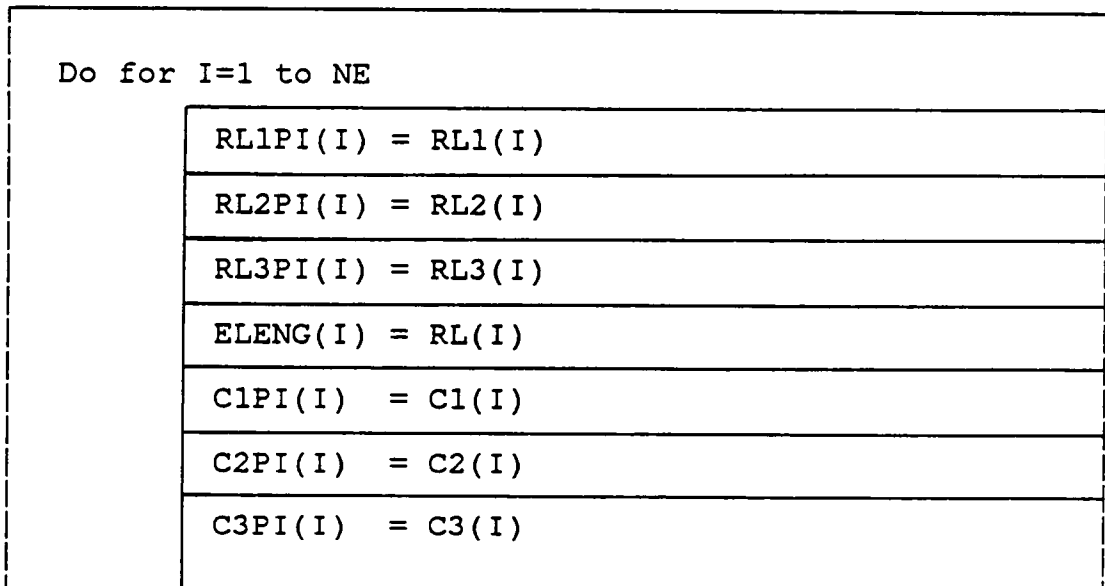 Do for I=1 to NE
RL1PI(I) = RL1(I)
RL2PI(I) = RL2(I)
RL3PI(I) = RL3(I)
ELENG(I) = RL(I)
C1PI(I) = C1(I)
C2PI(I) = C2(I)
C3PI(I) = C3(I)